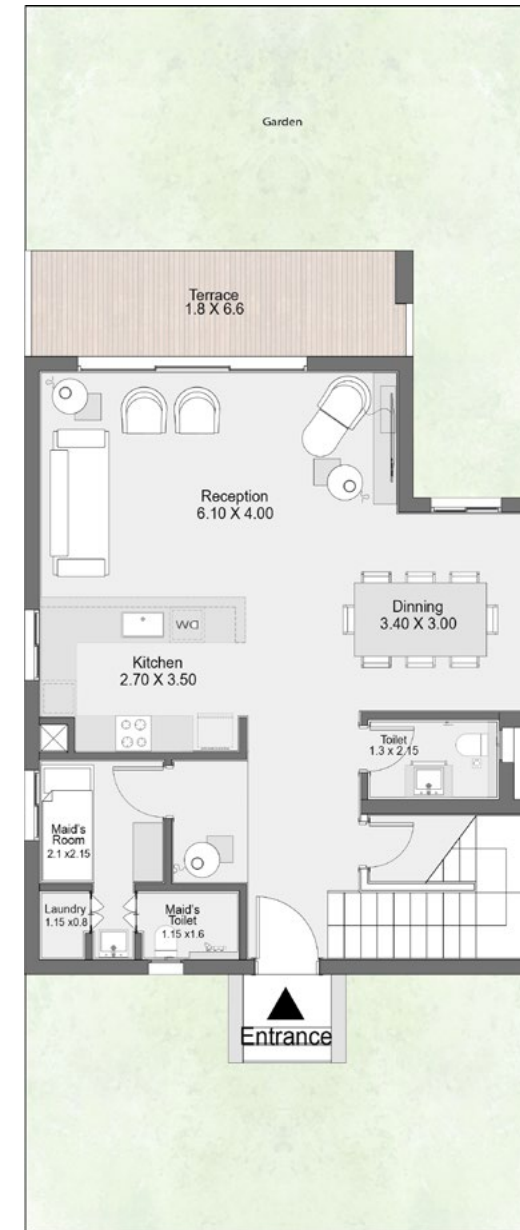 Garden
Terrace
1.8 X 6.6
Reception
6.10 X 4.00
Dinning
3.40 X 3.00
DW
Kitchen
2.70 X 3.50
Toilet
1.3 x 2.15
Maid's
Room
2.1 x2.15
Laundry
1.15 x0.8
Maid's
Toilet
1.15 x1.6
Entrance